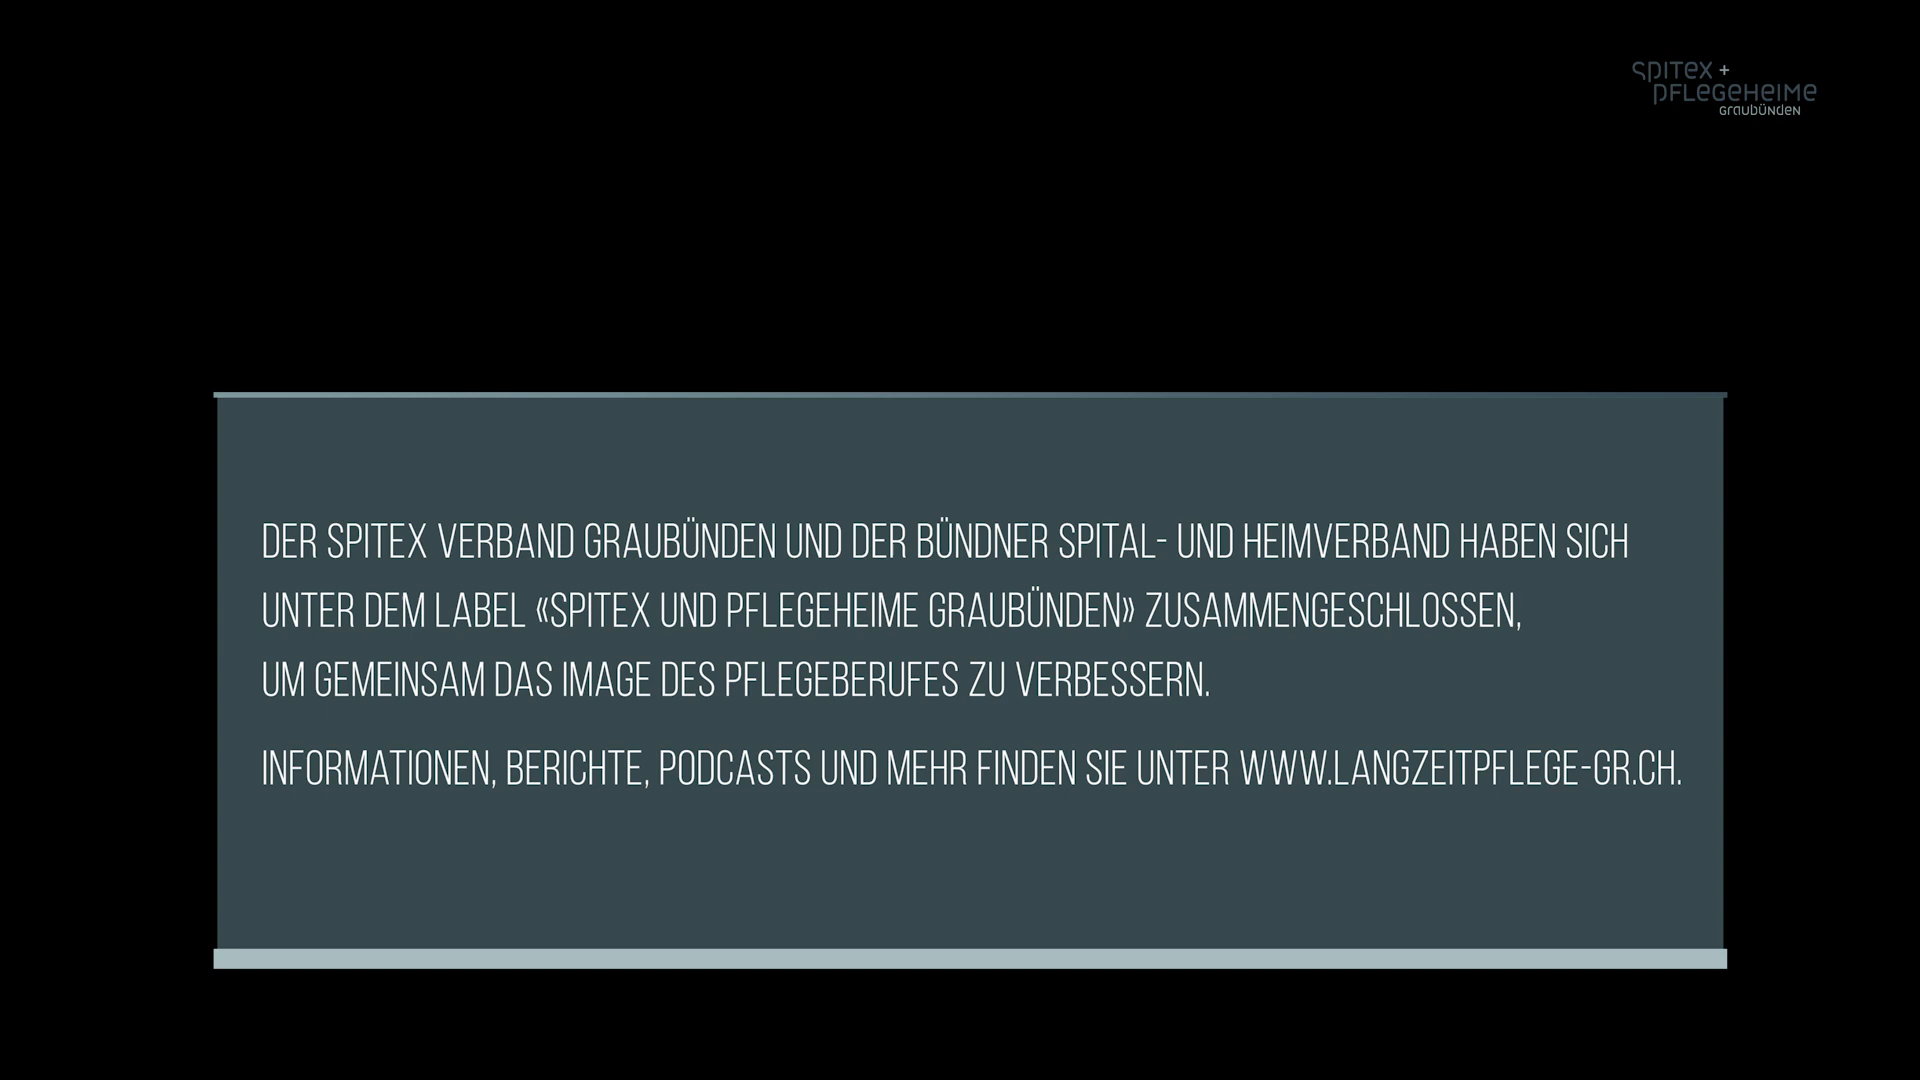 SPITEX +
PFLEGEHEIME
GRAUBÜNDEN
DER SPITEX VERBAND GRAUBÜNDEN UND DER BÜNDNER SPITAL- UND HEIMVERBAND HABEN SICH
UNTER DEM LABEL «SPITEX UND PFLEGEHEIME GRAUBÜNDEN» ZUSAMMENGESCHLOSSEN,
UM GEMEINSAM DAS IMAGE DES PFLEGEBERUFES ZU VERBESSERN.
INFORMATIONEN, BERICHTE, PODCASTS UND MEHR FINDEN SIE UNTER WWW.LANGZEITPFLEGE-GR.CH.